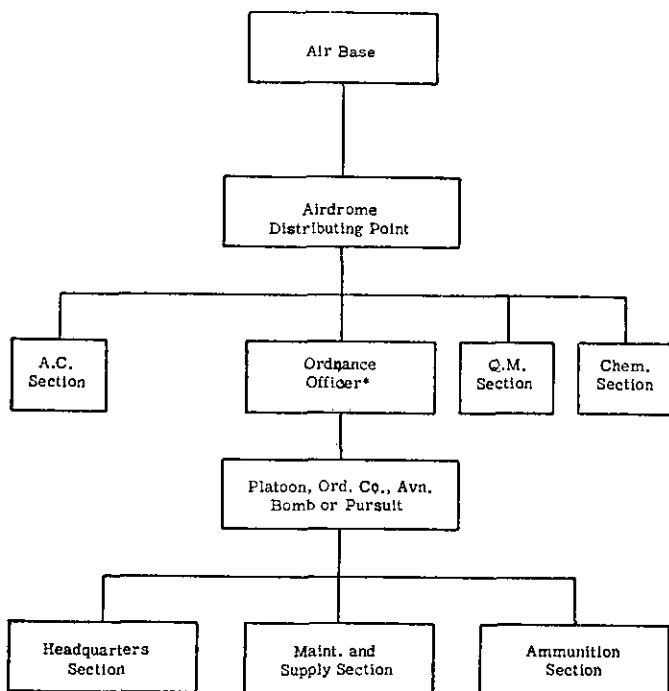 Air Base
Airdrome
Distributing Point
A.C.
Section
Ordnance
Officer*
Q.M.
Section
Chem.
Section
Platoon, Ord. Co., Avn.
Bomb or Pursuit
Headquarters
Section
Maint. and
Supply Section
Ammunition
Section